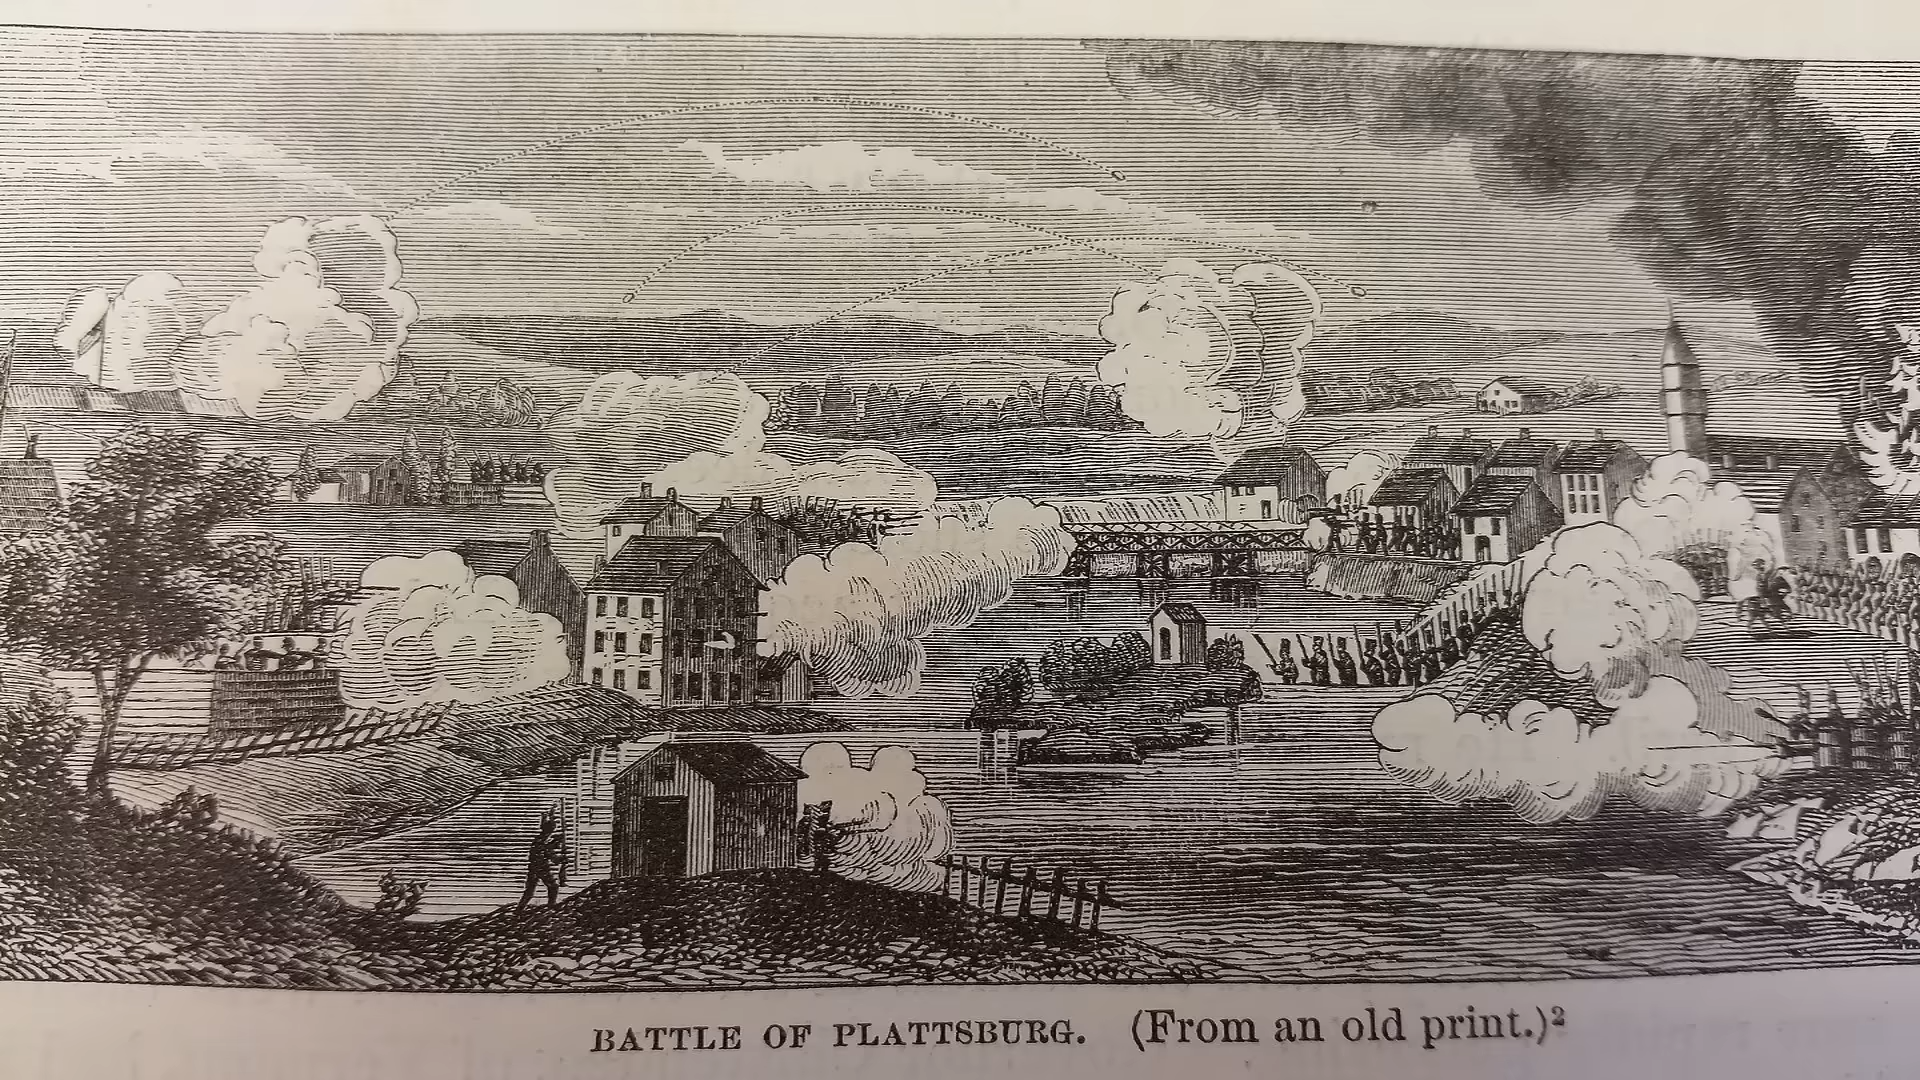 BATTLE OF PLATTSBURG. (From an old print.)²